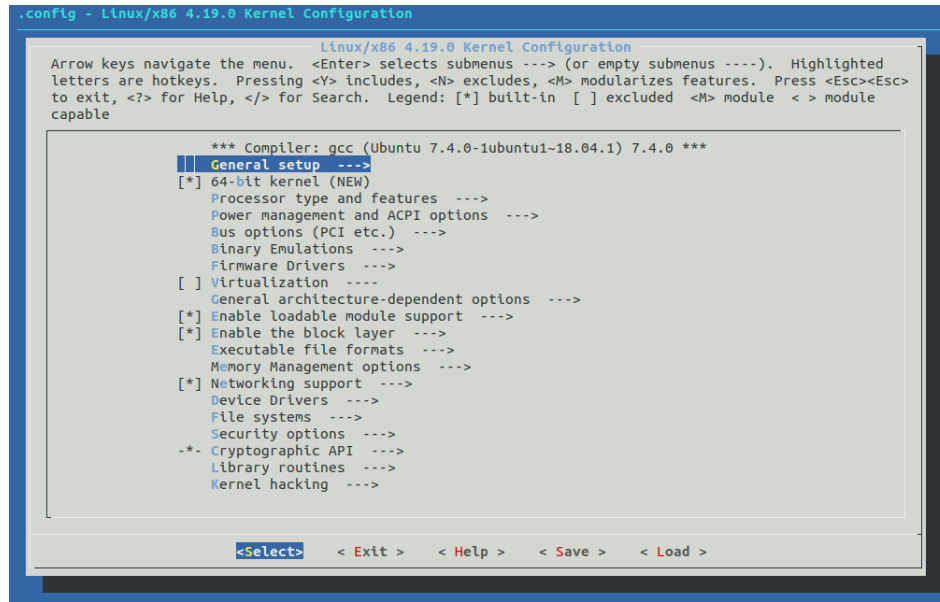 .config - Linux/x86 4.19.0 Kernel Configuration
Linux/x86 4.19.0 Kernel Configuration
Arrow keys navigate the menu.  <Enter> selects submenus ---> (or empty submenus ----).  Highlighted
letters are hotkeys.  Pressing <Y> includes, <N> excludes, <M> modularizes features.  Press <Esc><Esc>
to exit, <?> for Help, </> for Search.  Legend: [*] built-in  [ ] excluded  <M> module  < > module
capable
*** Compiler: gcc (Ubuntu 7.4.0-1ubuntu1~18.04.1) 7.4.0 ***
General setup  --->
[*] 64-bit kernel (NEW)
Processor type and features  --->
Power management and ACPI options  --->
Bus options (PCI etc.)  --->
Binary Emulations  --->
Firmware Drivers  --->
[ ] Virtualization  ----
General architecture-dependent options  --->
[*] Enable loadable module support  --->
[*] Enable the block layer  --->
Executable file formats  --->
Memory Management options  --->
[*] Networking support  --->
Device Drivers  --->
File systems  --->
Security options  --->
-*- Cryptographic API  --->
Library routines  --->
Kernel hacking  --->
<Select>    < Exit >    < Help >    < Save >    < Load >